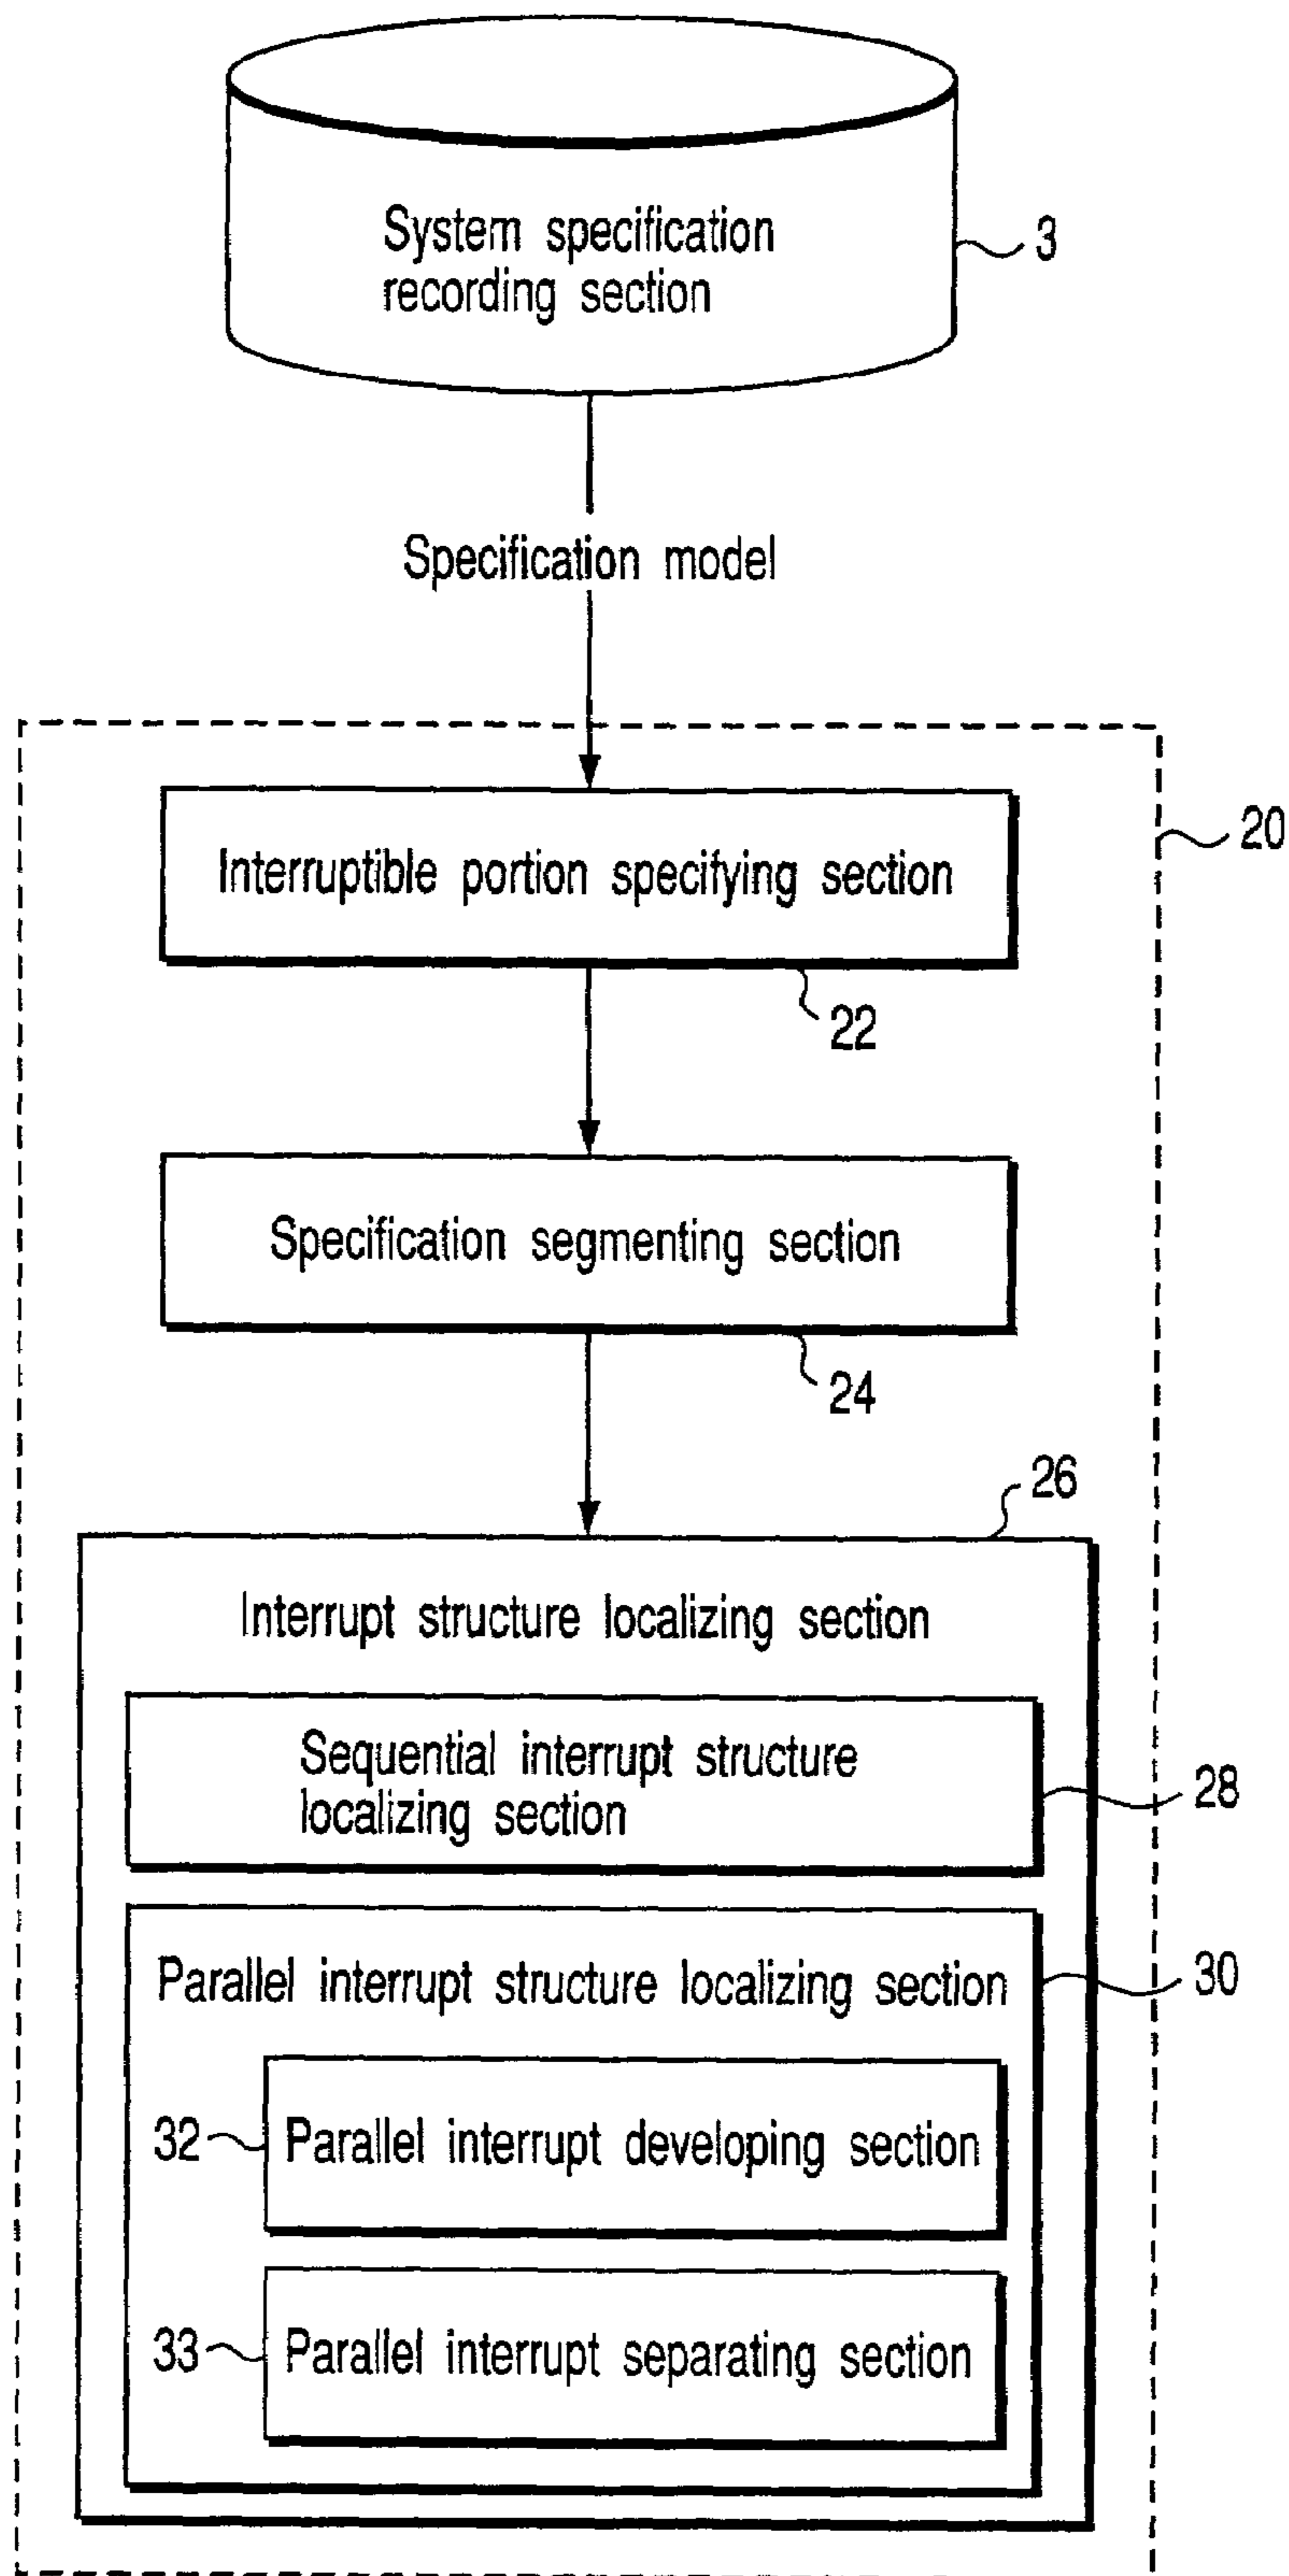 System specification
recording section
3
Specification model
20
Interruptible portion specifying section
22
Specification segmenting section
24
26
Interrupt structure localizing section
Sequential interrupt structure
localizing section
28
Parallel interrupt structure localizing section
30
32
Parallel interrupt developing section
33
Parallel interrupt separating section